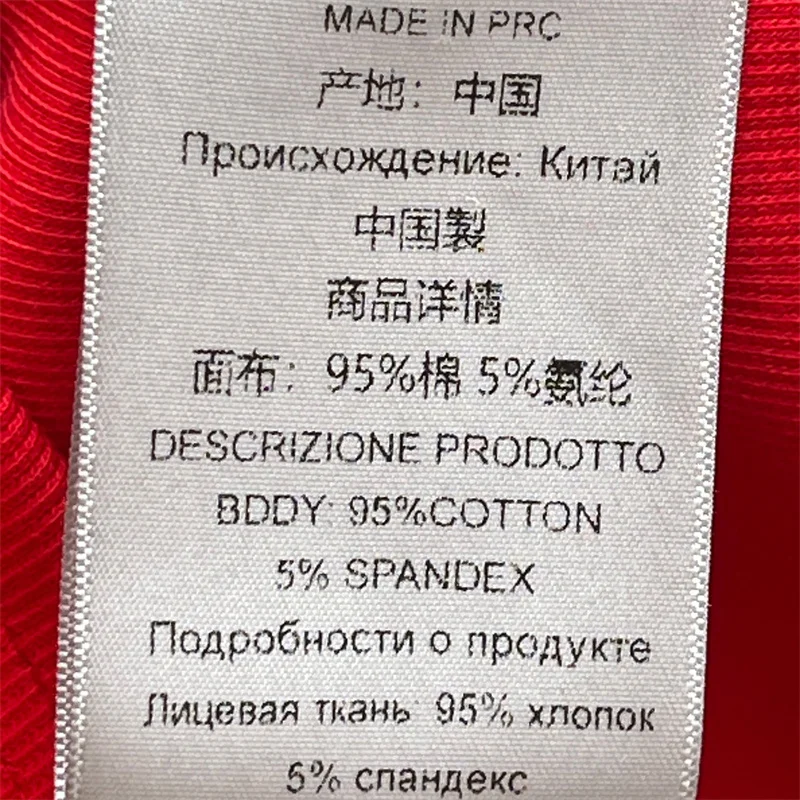 MADE IN PRC
产地：中国
Происхождение: Китай
中国製
商品详情
面布：95%棉 5%氨纶
DESCRIZIONE PRODOTTO
BDDY: 95%COTTON
5% SPANDEX
Подробности о продукте
Лицевая ткань: 95% хлопок
5% спандекс